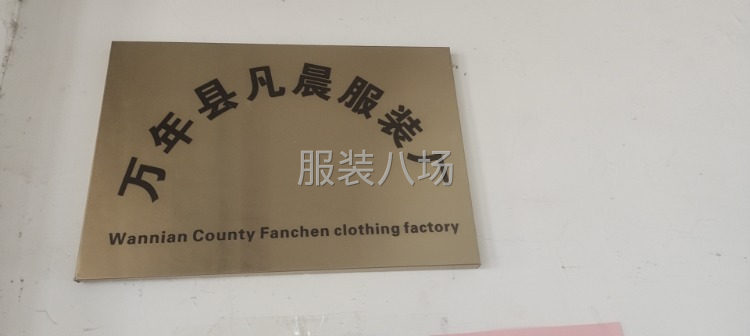 万年县凡晨服装厂
服装八场
Wannian County Fanchen clothing factory